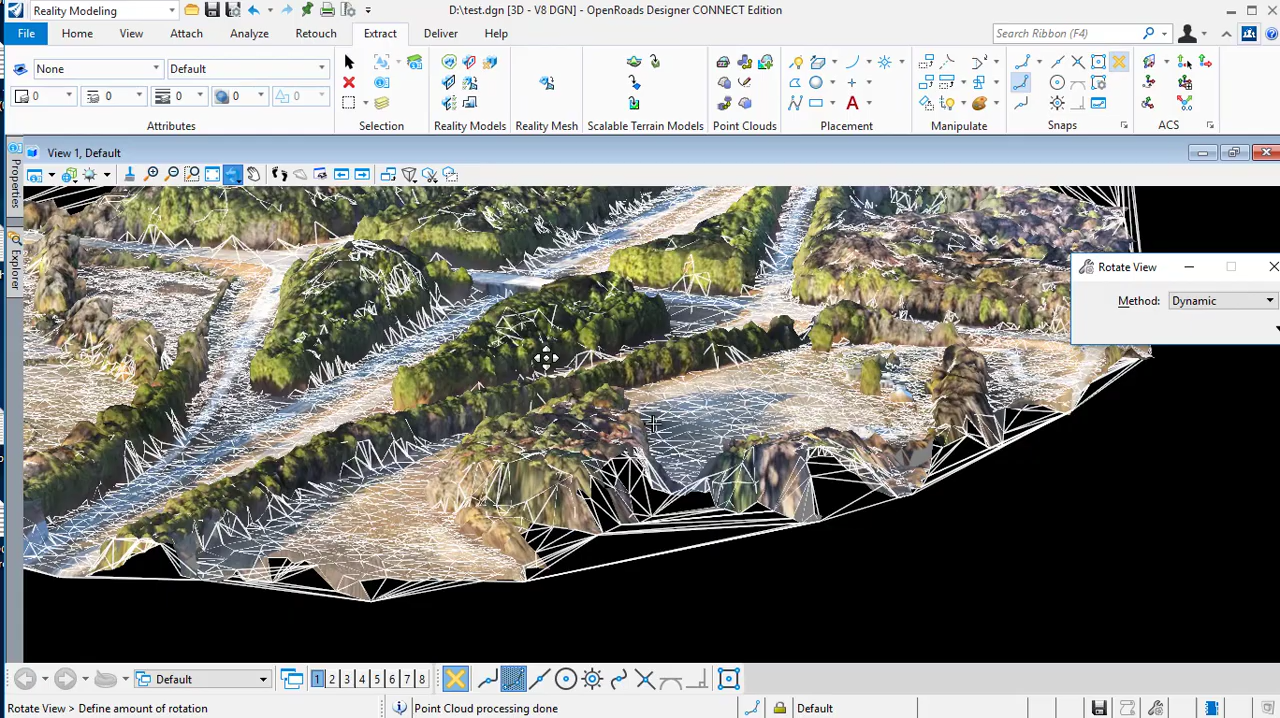 Reality Modeling
D:\test.dgn [3D - V8 DGN] - OpenRoads Designer CONNECT Edition
File Home View Attach Analyze Reootch Extract Deliver Help
Search Ribbon (F4)
None
Default
0 0 0 0 0
Attributes
Selection
Reality Models
Reality Mesh
Scalable Terrain Models
Point Clouds
Placement
Manipulate
Snaps
ACS
View 1, Default
Properties
Explorer
Rotate View
Method: Dynamic
Default
1 2 3 4 5 6 7 8
Rotate View > Define amount of rotation
Point Cloud processing done
Default